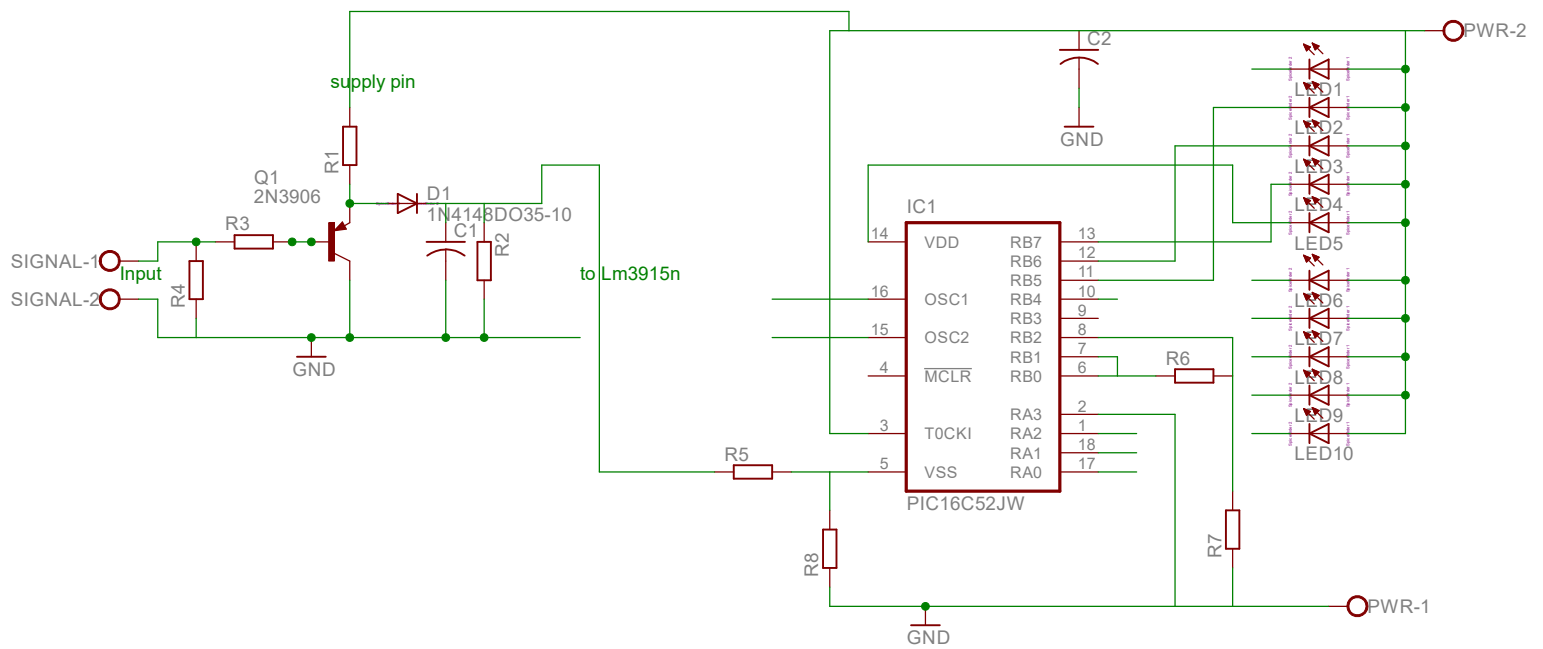 PWR-2
C2
supply pin
LED1
LED2
GND
R1
LED3
Q1
2N3906
D1
1N4148DO35-10
LED4
IC1
R3
C1
R2
LED5
14
VDD
RB7
13
RB6
12
SIGNAL-1
Input
to Lm3915n
RB5
11
R4
SIGNAL-2
16
OSC1
RB4
10
LED6
RB3
9
15
OSC2
RB2
8
LED7
RB1
7
GND
4
MCLR
RB0
6
R6
LED8
RA3
2
LED9
3
T0CKI
RA2
1
RA1
18
LED10
R5
5
VSS
RA0
17
PIC16C52JW
R7
R8
PWR-1
GND